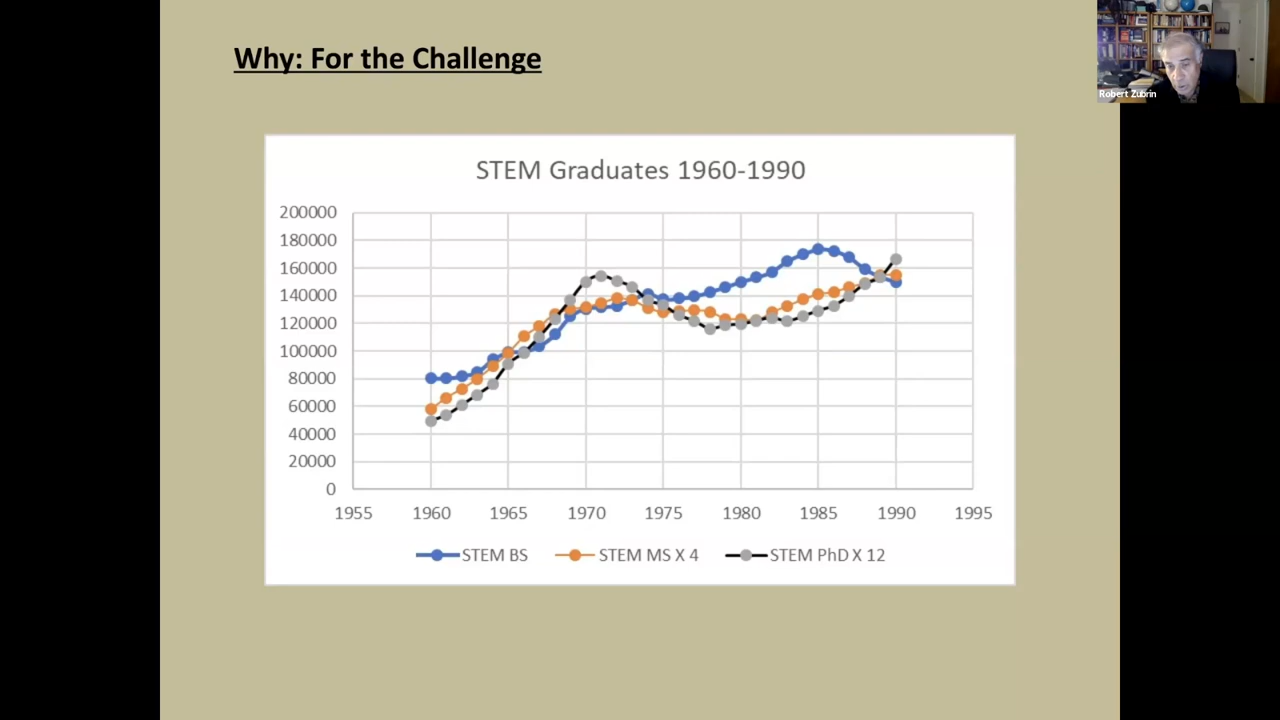 Why: For the Challenge
Robert Zubrin
STEM Graduates 1960-1990
200000
180000
160000
140000
120000
100000
80000
60000
40000
20000
0
1955 1960 1965 1970 1975 1980 1985 1990 1995
STEM BS STEM MS X 4 STEM PhD X 12